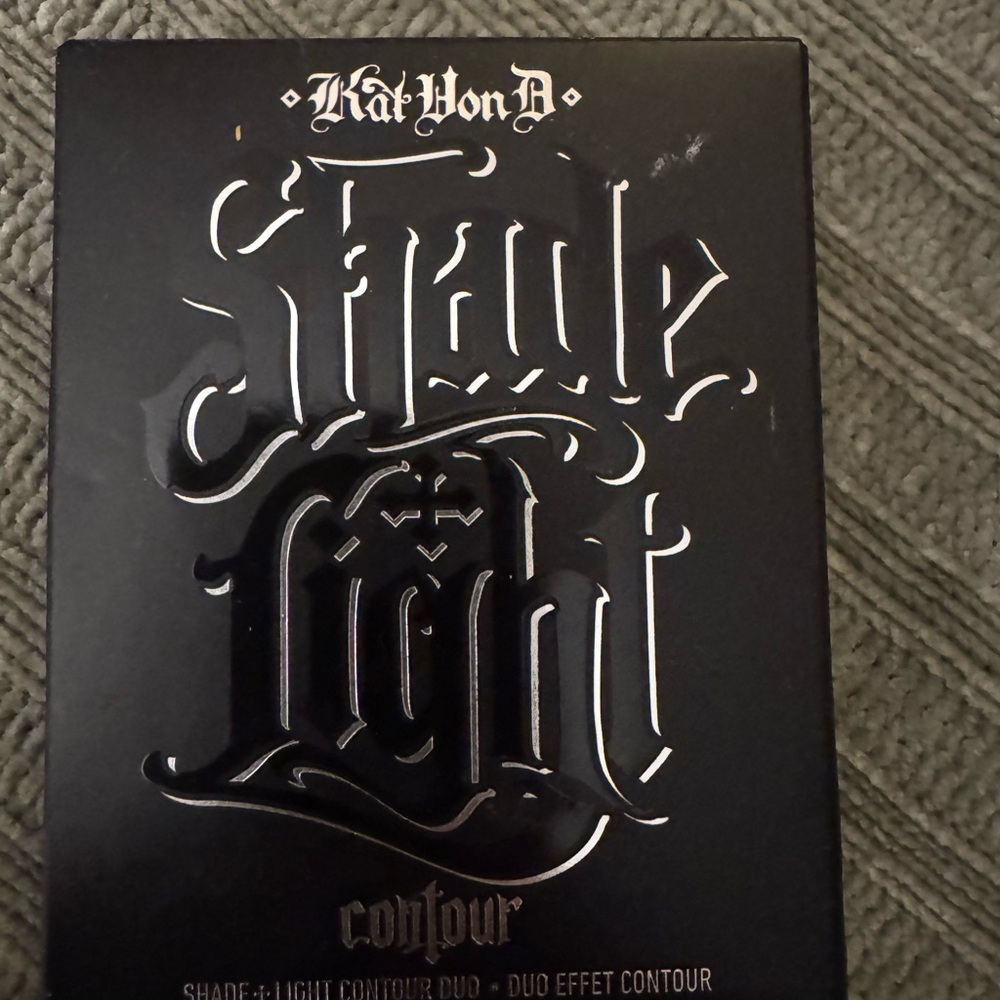 Kat Von D
Shade
+
Light
contour
SHADE + LIGHT CONTOUR DUO • DUO EFFET CONTOUR